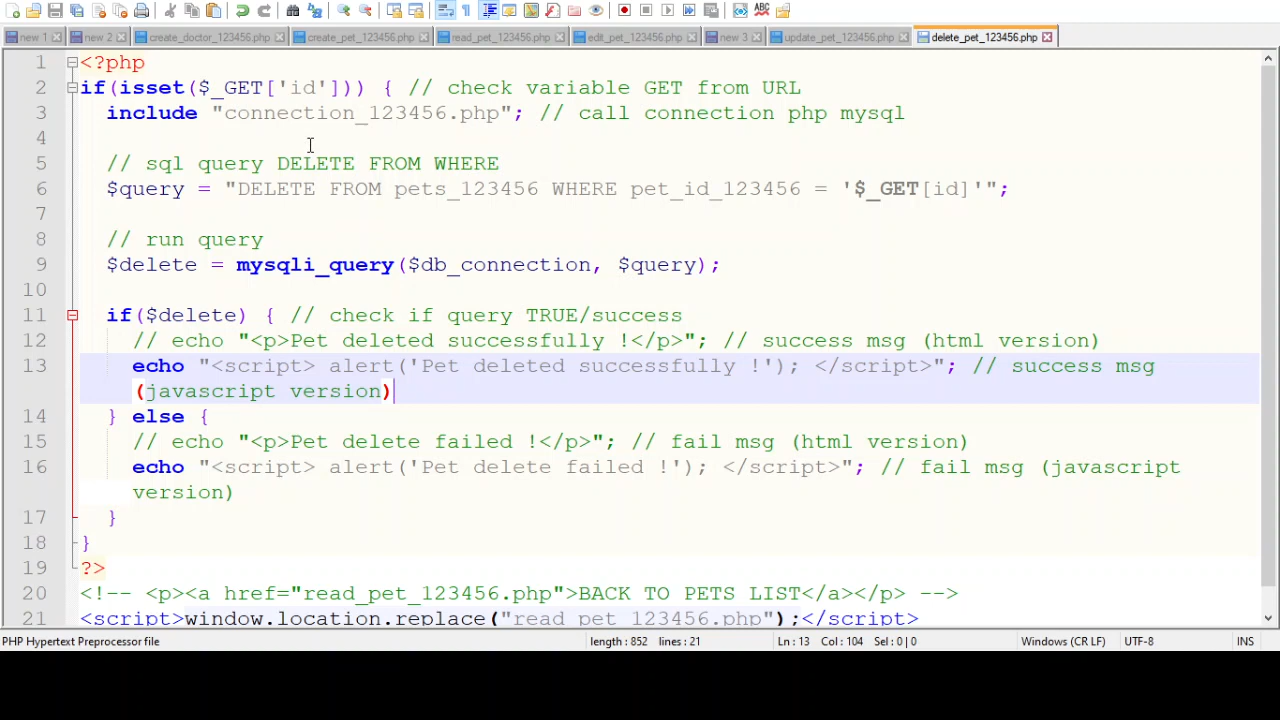 new 1 new 2 create_doctor_123456.php create_pet_123456.php read_pet_123456.php edit_pet_123456.php new 3 update_pet_123456.php delete_pet_123456.php
1 <?php
2 if(isset($_GET['id'])) { // check variable GET from URL
3 include "connection_123456.php"; // call connection php mysql
4
5 // sql query DELETE FROM WHERE
6 $query = "DELETE FROM pets_123456 WHERE pet_id_123456 = '$_GET[id]'";
7
8 // run query
9 $delete = mysqli_query($db_connection, $query);
10
11 if($delete) { // check if query TRUE/success
12 // echo "<p>Pet deleted successfully !</p>"; // success msg (html version)
13 echo "<script> alert('Pet deleted successfully !'); </script>"; // success msg
(javascript version)
14 } else {
15 // echo "<p>Pet delete failed !</p>"; // fail msg (html version)
16 echo "<script> alert('Pet delete failed !'); </script>"; // fail msg (javascript
version)
17 }
18 }
19 ?>
20 <!-- <p><a href="read_pet_123456.php">BACK TO PETS LIST</a></p> -->
21 <script>window.location.replace("read_pet_123456.php");</script>
PHP Hypertext Preprocessor file length : 852 lines : 21 Ln : 13 Col : 104 Sel : 0 | 0 Windows (CR LF) UTF-8 INS